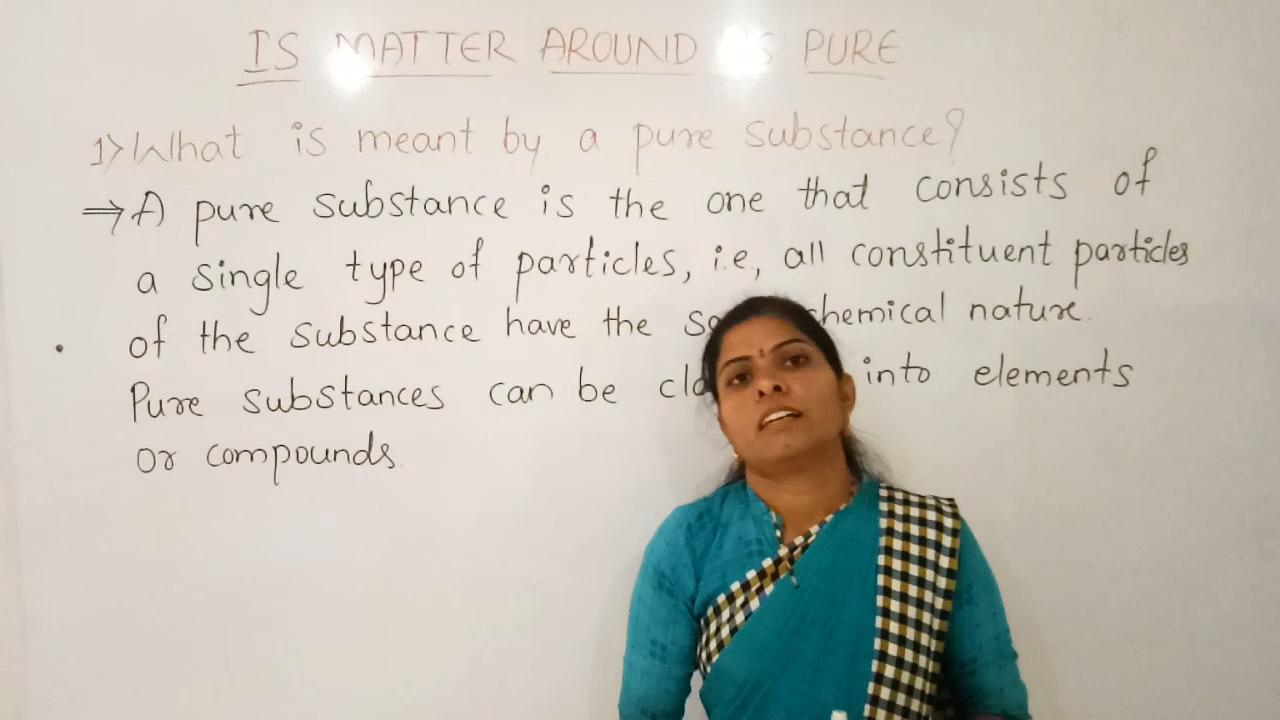 IS MATTER AROUND PURE
1) What is meant by a pure substance?
⇒ A pure substance is the one that consists of
a single type of particles, i.e, all constituent particles
of the substance have the chemical nature.
Pure substances can be into elements
or compounds.